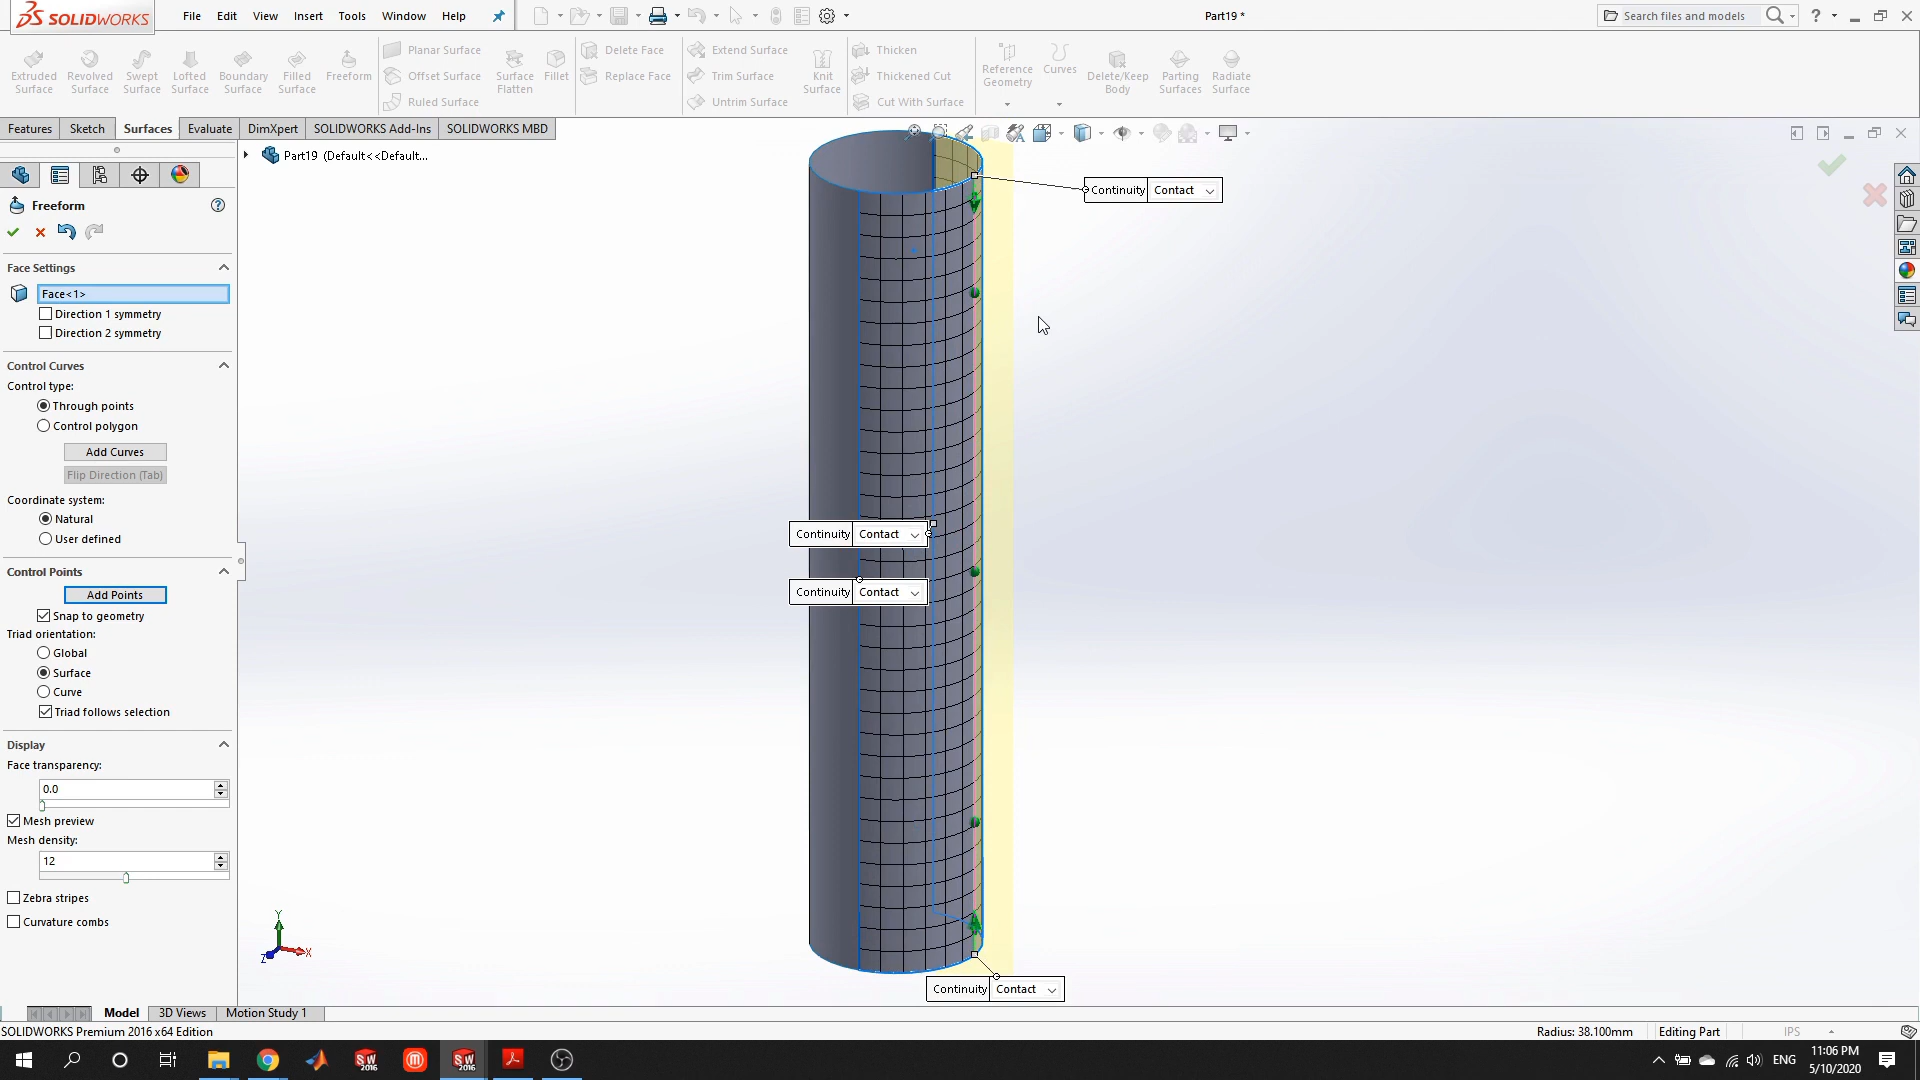 SOLIDWORKS
File Edit View Insert Tools Window Help
Part19 *
Search files and models
Extruded Surface
Revolved Surface
Swept Surface
Lofted Surface
Boundary Surface
Filled Surface
Freeform
Planar Surface
Offset Surface
Ruled Surface
Surface Flatten
Fillet
Delete Face
Replace Face
Extend Surface
Trim Surface
Untrim Surface
Knit Surface
Thicken
Thickened Cut
Cut With Surface
Reference Geometry
Curves
Delete/Keep Body
Parting Surfaces
Radiate Surface
Features Sketch Surfaces Evaluate DimXpert SOLIDWORKS Add-Ins SOLIDWORKS MBD
Part19 (Default<<Default...
Freeform
Face Settings
Face<1>
Direction 1 symmetry
Direction 2 symmetry
Control Curves
Control type:
Through points
Control polygon
Add Curves
Flip Direction (Tab)
Coordinate system:
Natural
User defined
Control Points
Add Points
Snap to geometry
Triad orientation:
Global
Surface
Curve
Triad follows selection
Display
Face transparency:
0.0
Mesh preview
Mesh density:
12
Zebra stripes
Curvature combs
Continuity Contact
Continuity Contact
Continuity Contact
Continuity Contact
Y
X
Z
Model 3D Views Motion Study 1
SOLIDWORKS Premium 2016 x64 Edition
Radius: 38.100mm Editing Part IPS
SW 2016
SW 2016
ENG
11:06 PM
5/10/2020